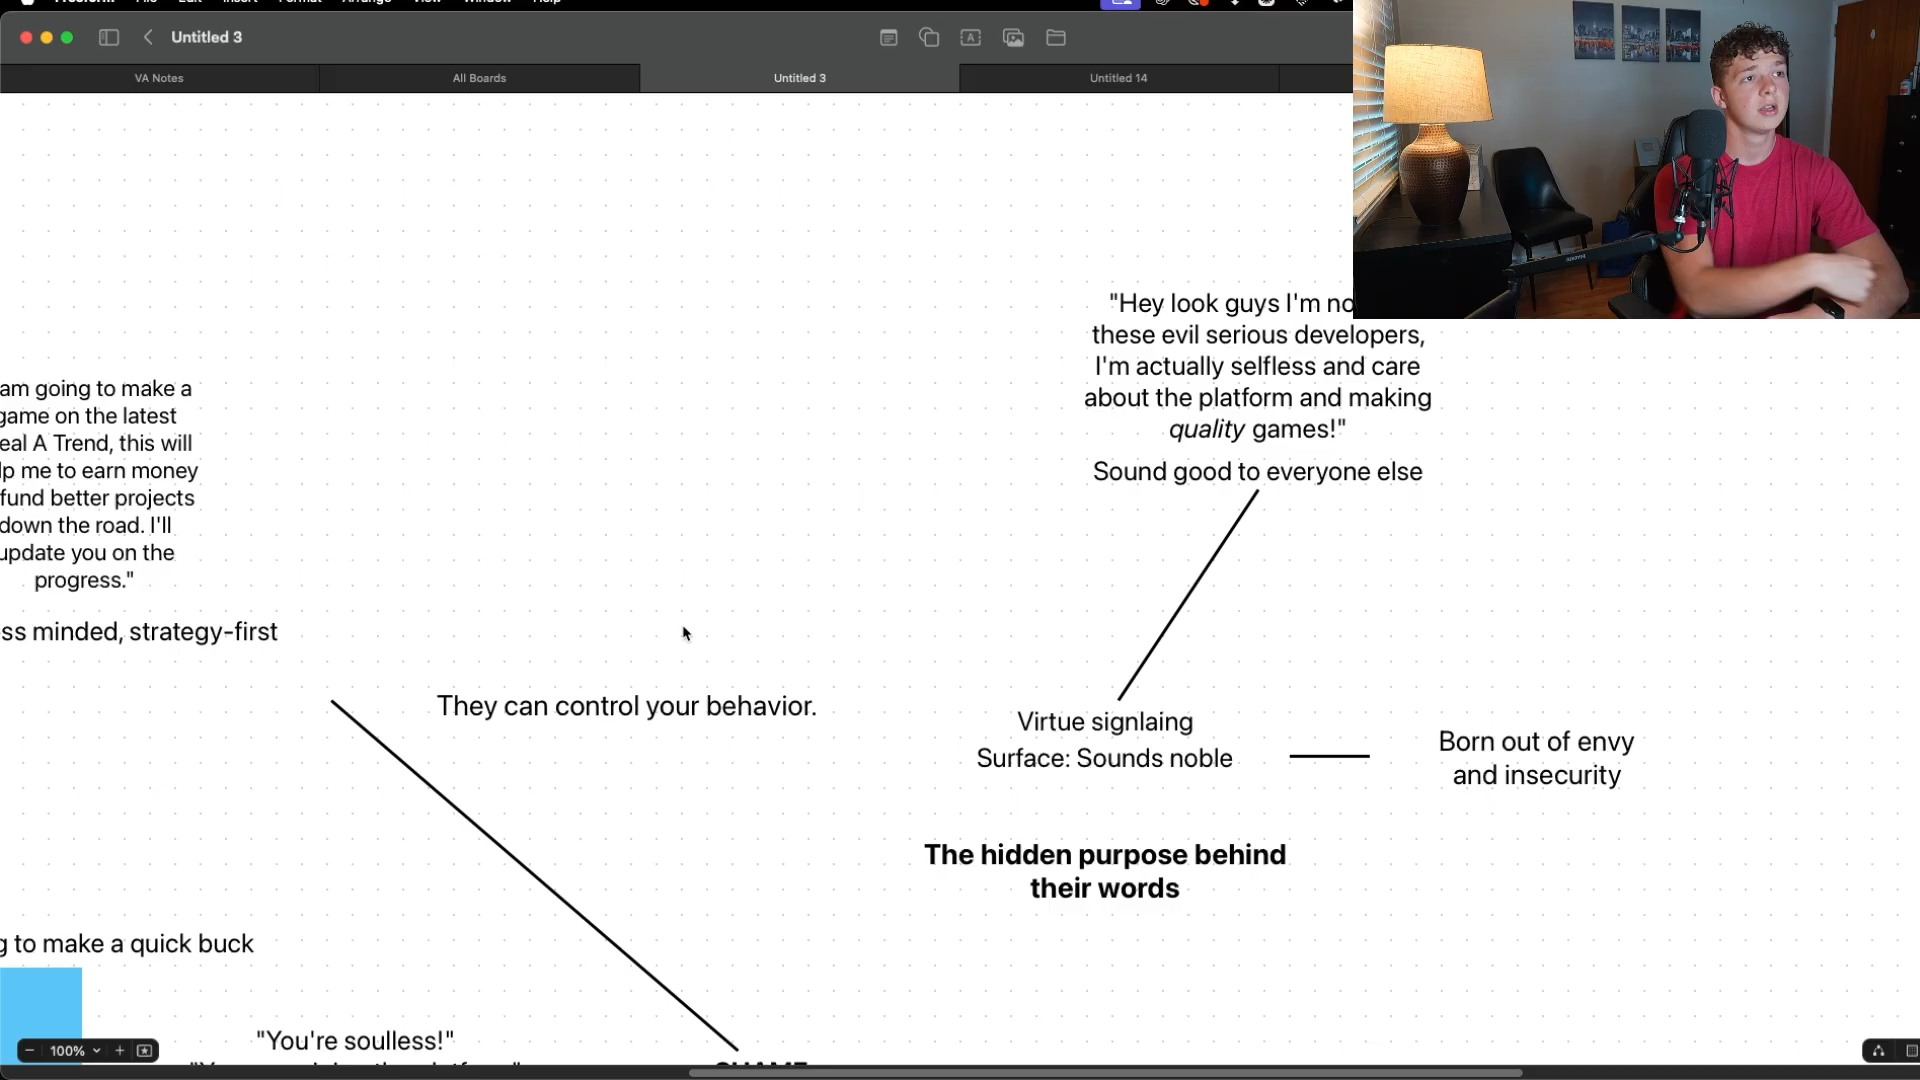 Untitled 3
VA Notes
All Boards
Untitled 3
Untitled 14
"Hey look guys I'm no
these evil serious developers,
I'm actually selfless and care
about the platform and making
quality games!"
Sound good to everyone else
am going to make a
game on the latest
eal A Trend, this will
lp me to earn money
fund better projects
down the road. I'll
update you on the
progress."
ss minded, strategy-first
They can control your behavior.
Virtue signlaing
Surface: Sounds noble
Born out of envy
and insecurity
The hidden purpose behind
their words
g to make a quick buck
"You're soulless!"
100%